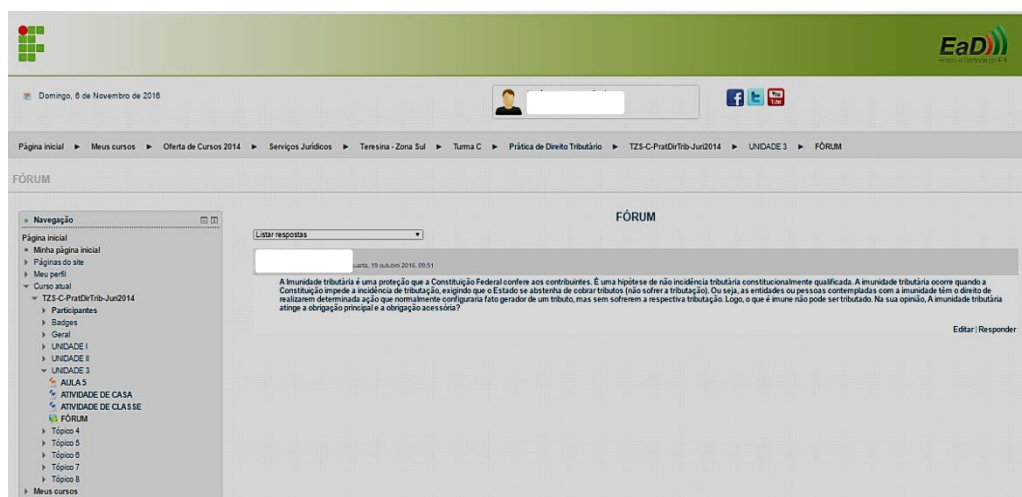 EaD
Domingo, 6 de Novembro de 2016
You
Tube
Página inicial ► Meus cursos ► Oferta de Cursos 2014 ► Serviços Jurídicos ► Teresina - Zona Sul ► Turma C ► Prática de Direito Tributário ► TZS-C-PratDirTrib-Juri2014 ► UNIDADE 3 ► FÓRUM
FÓRUM
Navegação
Página inicial
Minha página inicial
Páginas do site
Meu perfil
Curso atual
TZS-C-PratDirTrib-Juri2014
Participantes
Badges
Geral
UNIDADE I
UNIDADE II
UNIDADE 3
AULA 5
ATIVIDADE DE CASA
ATIVIDADE DE CLASSE
FÓRUM
Tópico 4
Tópico 5
Tópico 6
Tópico 7
Tópico 8
Meus cursos
FÓRUM
Listar respostas
quarta, 19 outubro 2016, 09:51
A Imunidade tributária é uma proteção que a Constituição Federal confere aos contribuintes. É uma hipótese de não incidência tributária constitucionalmente qualificada. A imunidade tributária ocorre quando a
Constituição impede a incidência de tributação, exigindo que o Estado se abstenha de cobrar tributos (não sofrer a tributação). Ou seja, as entidades ou pessoas contempladas com a imunidade têm o direito de
realizarem determinada ação que normalmente configuraria fato gerador de um tributo, mas sem sofrerem a respectiva tributação. Logo, o que é imune não pode ser tributado. Na sua opinião, A imunidade tributária
atinge a obrigação principal e a obrigação acessória?
Editar | Responder